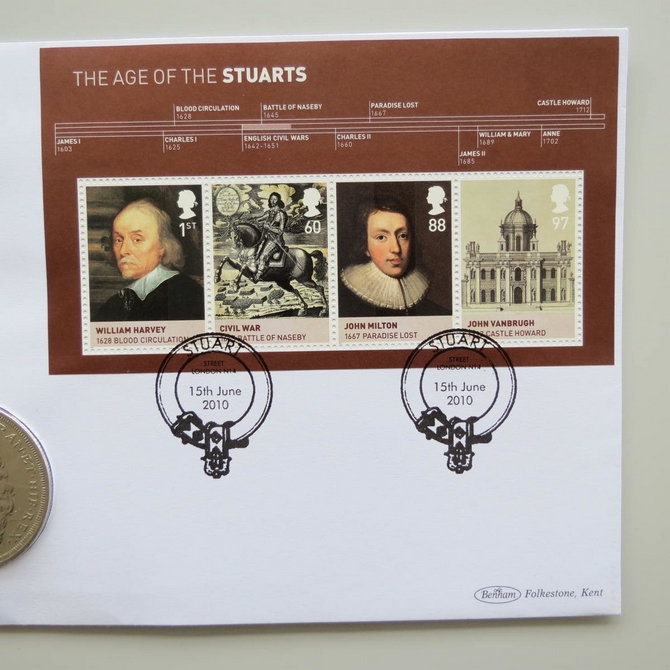 THE AGE OF THE STUARTS
BLOOD CIRCULATION
1628
BATTLE OF NASEBY
1645
PARADISE LOST
1667
CASTLE HOWARD
1712
JAMES I
1603
CHARLES I
1625
ENGLISH CIVIL WARS
1642-1651
CHARLES II
1660
JAMES II
1685
WILLIAM & MARY
1689
ANNE
1702
1ST
WILLIAM HARVEY
1628 BLOOD CIRCULATION
60
CIVIL WAR
BATTLE OF NASEBY
88
JOHN MILTON
1667 PARADISE LOST
97
JOHN VANBRUGH
CASTLE HOWARD
STUART
STREET
LONDON N14
15th June
2010
STUART
STREET
LONDON N14
15th June
2010
Benham Folkestone, Kent